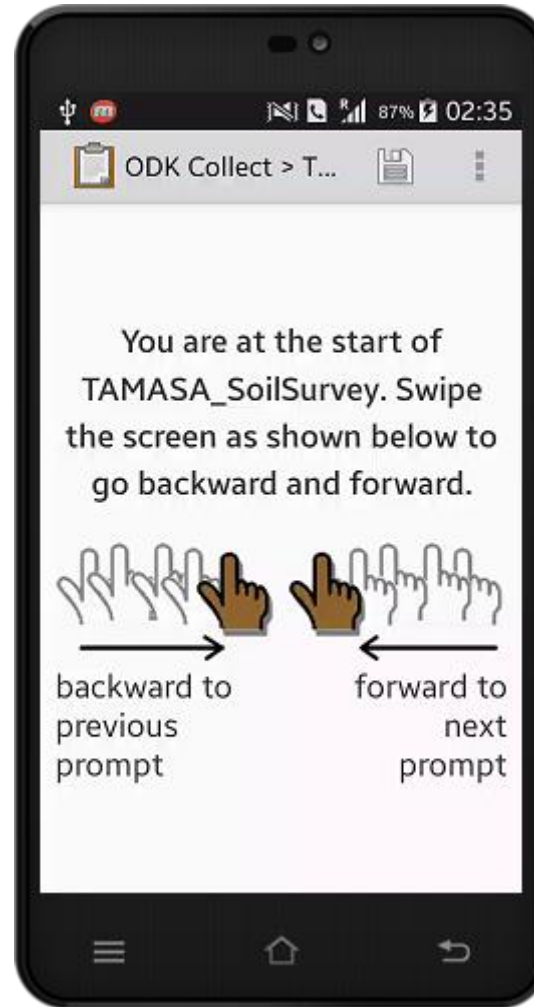 87% 02:35
ODK Collect > T...
You are at the start of
TAMASA_SoilSurvey. Swipe
the screen as shown below to
go backward and forward.
backward to
previous
prompt
forward to
next
prompt